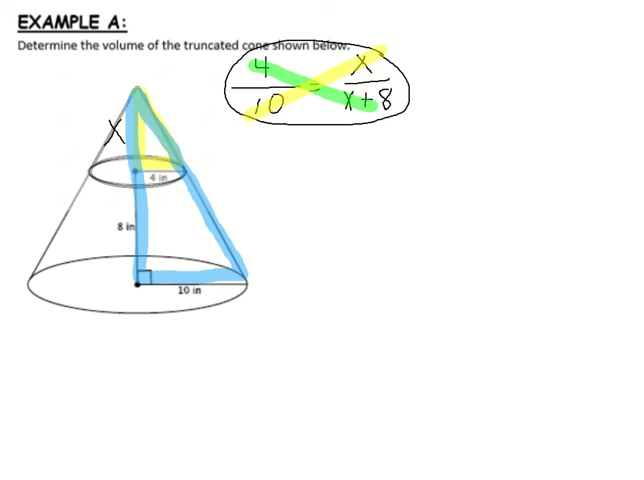 EXAMPLE A:
Determine the volume of the truncated cone shown below.
4 x
10 = x + 8
X
4 in
8 in
10 in